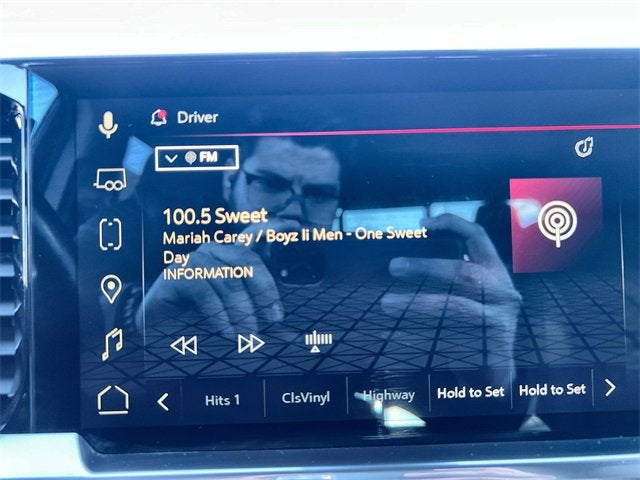 Driver
FM
100.5 Sweet
Mariah Carey / Boyz Ii Men - One Sweet
Day
INFORMATION
Hits 1
ClsVinyl
Highway
Hold to Set
Hold to Set